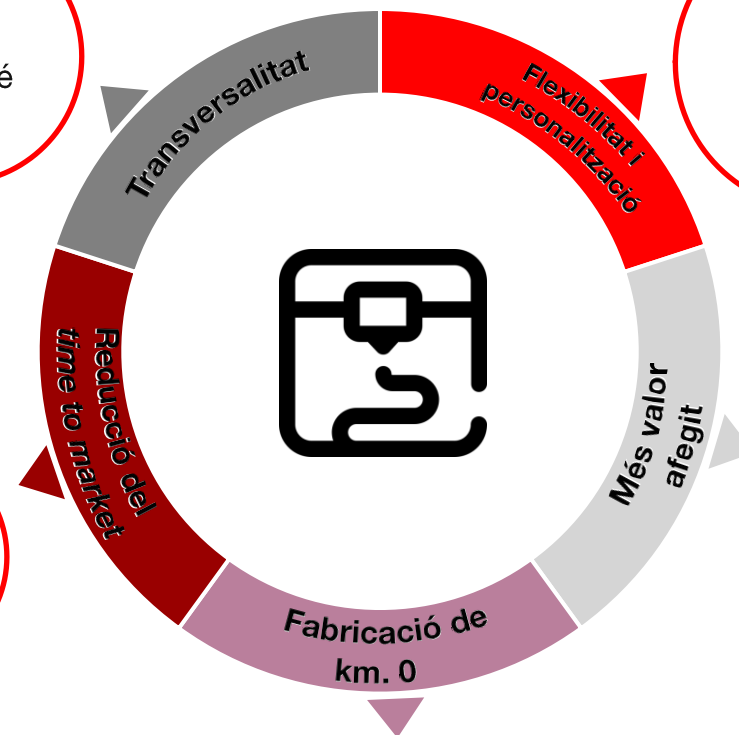 é
Transversalitat
Flexibilitat i
personalització
Més valor
afegit
Fabricació de
km. 0
Reducció del
time to market